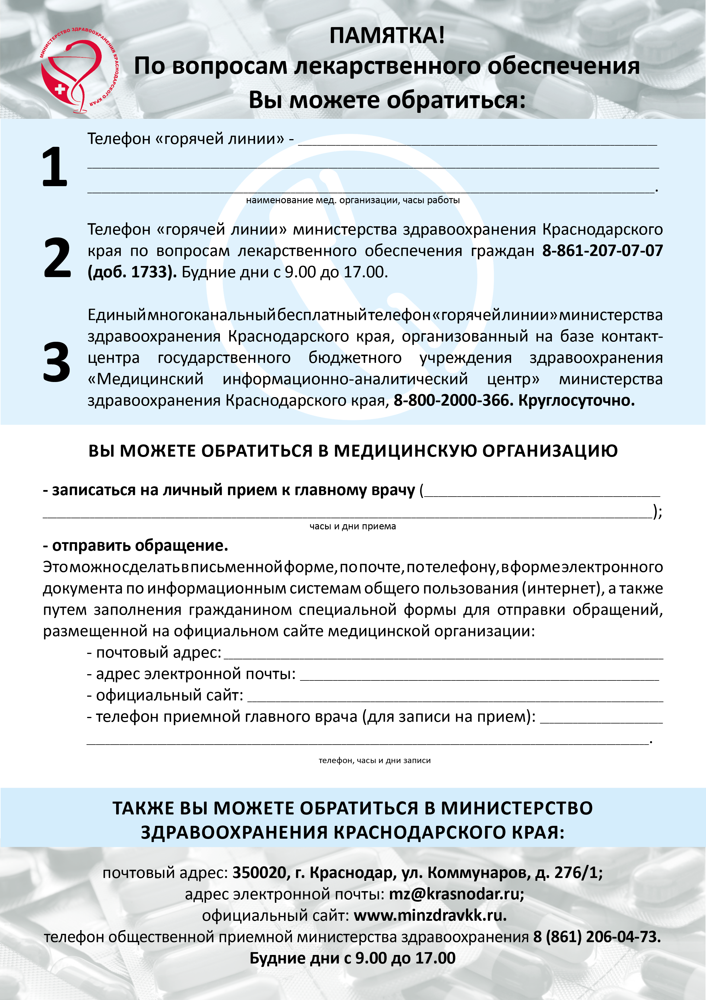 МИНИСТЕРСТВО ЗДРАВООХРАНЕНИЯ КРАСНОДАРСКОГО КРАЯ
ПАМЯТКА!
По вопросам лекарственного обеспечения
Вы можете обратиться:
1
Телефон «горячей линии» - ______________________________
______________________________
______________________________.
наименование мед. организации, часы работы
2
Телефон «горячей линии» министерства здравоохранения Краснодарского
края по вопросам лекарственного обеспечения граждан 8-861-207-07-07
(доб. 1733). Будние дни с 9.00 до 17.00.
3
Единый многоканальный бесплатный телефон «горячей линии» министерства
здравоохранения Краснодарского края, организованный на базе контакт-
центра государственного бюджетного учреждения здравоохранения
«Медицинский информационно-аналитический центр» министерства
здравоохранения Краснодарского края, 8-800-2000-366. Круглосуточно.
ВЫ МОЖЕТЕ ОБРАТИТЬСЯ В МЕДИЦИНСКУЮ ОРГАНИЗАЦИЮ
- записаться на личный прием к главному врачу (______________________________
______________________________);
часы и дни приема
- отправить обращение.
Это можно сделать в письменной форме, по почте, по телефону, в форме электронного
документа по информационным системам общего пользования (интернет), а также
путем заполнения гражданином специальной формы для отправки обращений,
размещенной на официальном сайте медицинской организации:
- почтовый адрес: ______________________________
- адрес электронной почты: ______________________________
- официальный сайт: ______________________________
- телефон приемной главного врача (для записи на прием): _______________
______________________________.
телефон, часы и дни записи
ТАКЖЕ ВЫ МОЖЕТЕ ОБРАТИТЬСЯ В МИНИСТЕРСТВО
ЗДРАВООХРАНЕНИЯ КРАСНОДАРСКОГО КРАЯ:
почтовый адрес: 350020, г. Краснодар, ул. Коммунаров, д. 276/1;
адрес электронной почты: mz@krasnodar.ru;
официальный сайт: www.minzdravkk.ru.
телефон общественной приемной министерства здравоохранения 8 (861) 206-04-73.
Будние дни с 9.00 до 17.00